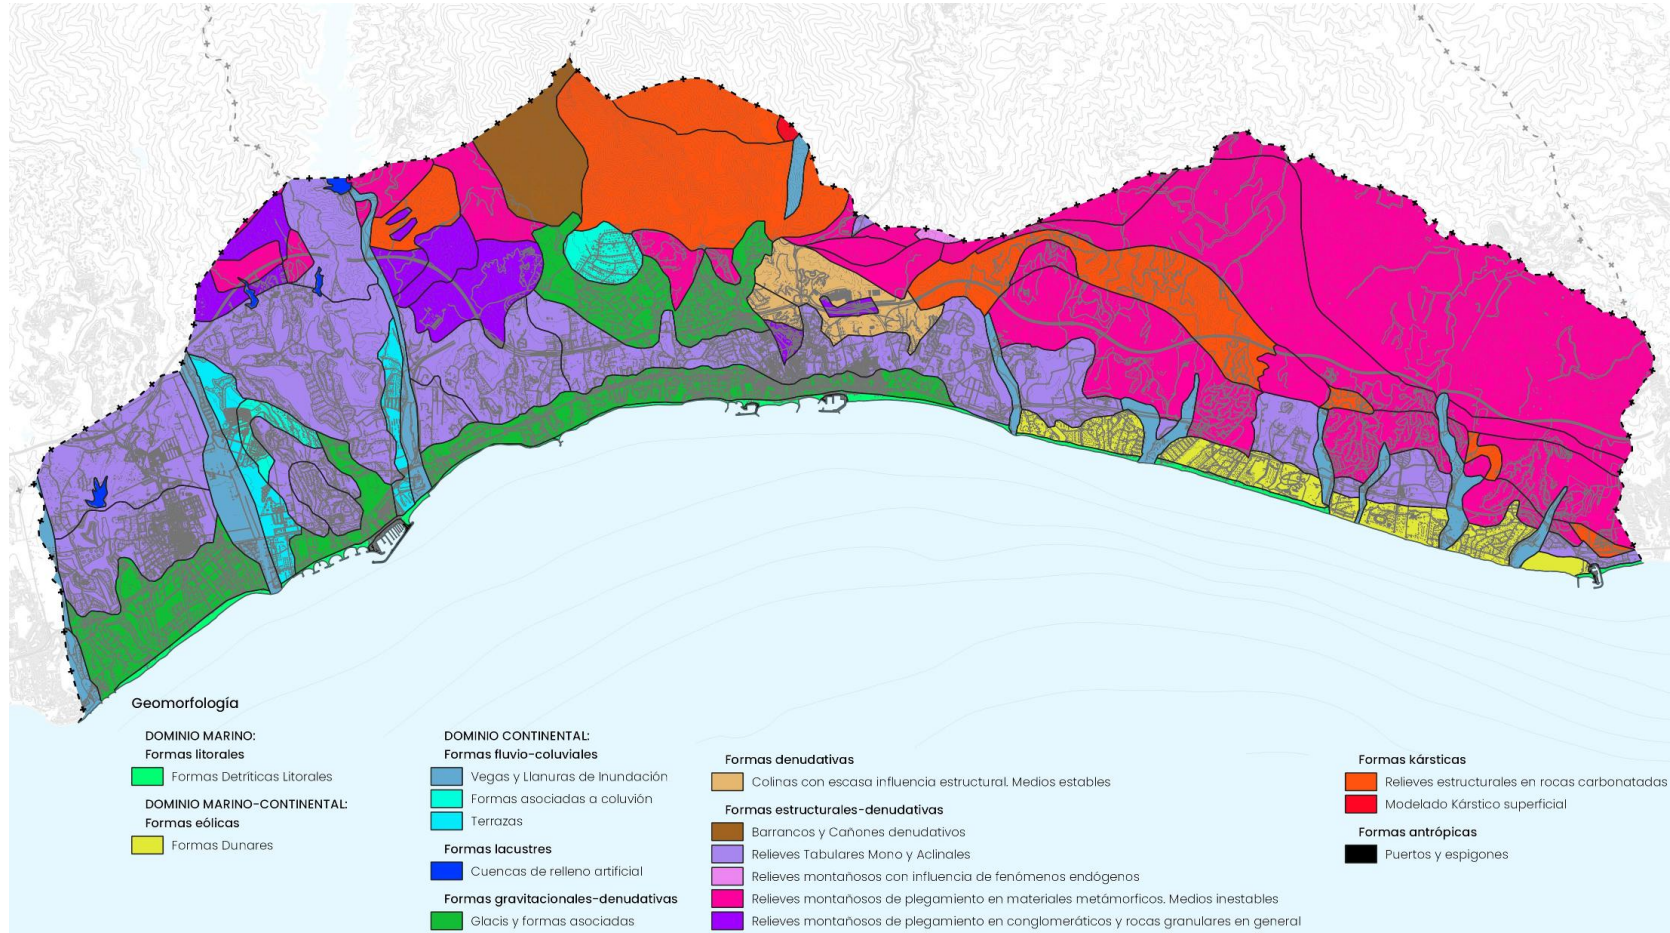 Geomorfología
DOMINIO MARINO:
Formas litorales
Formas Detríticas Litorales
DOMINIO MARINO-CONTINENTAL:
Formas eólicas
Formas Dunares
DOMINIO CONTINENTAL:
Formas fluvio-coluviales
Vegas y Llanuras de Inundación
Formas asociadas a coluvión
Terrazas
Formas lacustres
Cuencas de relleno artificial
Formas gravitacionales-denudativas
Glacis y formas asociadas
Formas denudativas
Colinas con escasa influencia estructural. Medios estables
Formas estructurales-denudativas
Barrancos y Cañones denudativos
Relieves Tabulares Mono y Aclinales
Relieves montañosos con influencia de fenómenos endógenos
Relieves montañosos de plegamiento en materiales metámorficos. Medios inestables
Relieves montañosos de plegamiento en conglomeráticos y rocas granulares en general
Formas kársticas
Relieves estructurales en rocas carbonatadas
Modelado Kárstico superficial
Formas antrópicas
Puertos y espigones